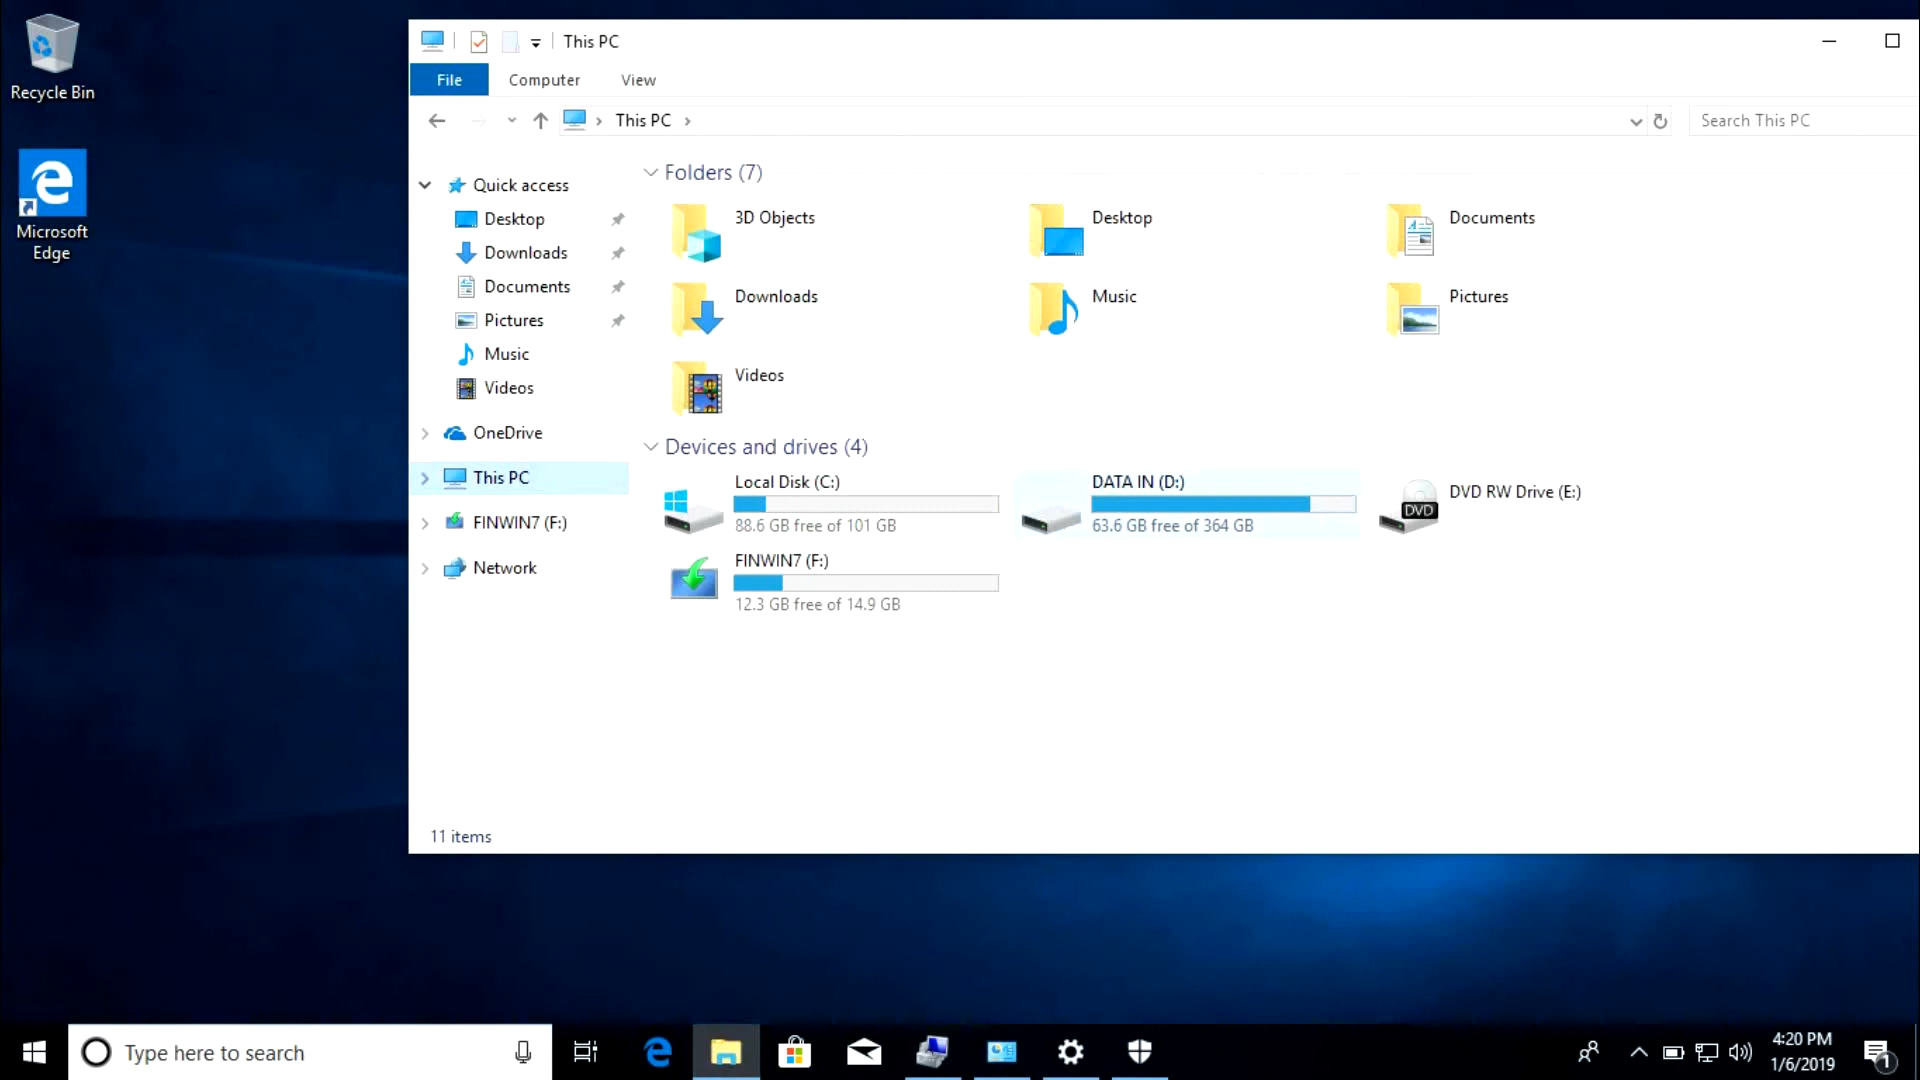 Recycle Bin
Microsoft
Edge
This PC
File Computer View
This PC
Search This PC
Quick access
Desktop
Downloads
Documents
Pictures
Music
Videos
OneDrive
This PC
FINWIN7 (F:)
Network
Folders (7)
3D Objects
Desktop
Documents
Downloads
Music
Pictures
Videos
Devices and drives (4)
Local Disk (C:)
88.6 GB free of 101 GB
DATA IN (D:)
63.6 GB free of 364 GB
DVD RW Drive (E:)
DVD
FINWIN7 (F:)
12.3 GB free of 14.9 GB
11 items
Type here to search
4:20 PM
1/6/2019
1